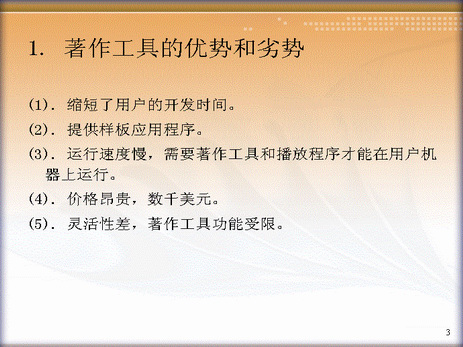 1. 著作工具的优势和劣势
(1). 缩短了用户的开发时间。
(2). 提供样板应用程序。
(3). 运行速度慢，需要著作工具和播放程序才能在用户机
器上运行。
(4). 价格昂贵，数千美元。
(5). 灵活性差，著作工具功能受限。
3